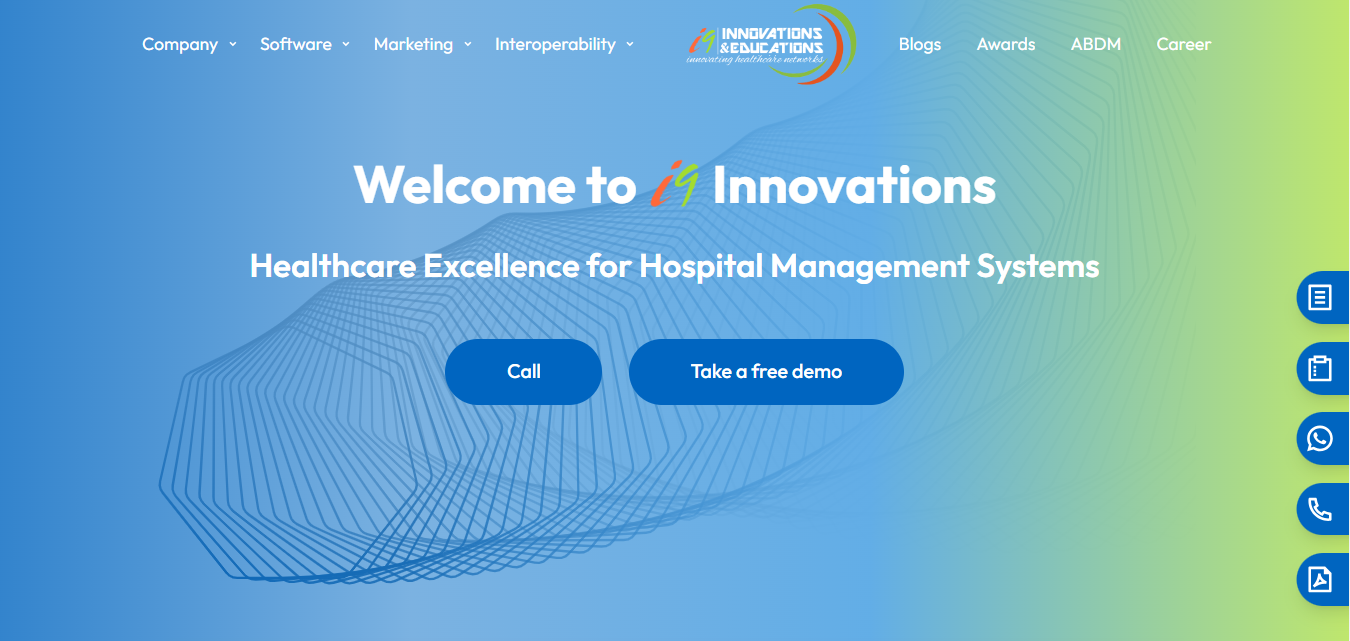 Company Software Marketing Interoperability
i9 INNOVATIONS
&EDUCATIONS
innovating healthcare networks
Blogs Awards ABDM Career
Welcome to i9 Innovations
Healthcare Excellence for Hospital Management Systems
Call Take a free demo